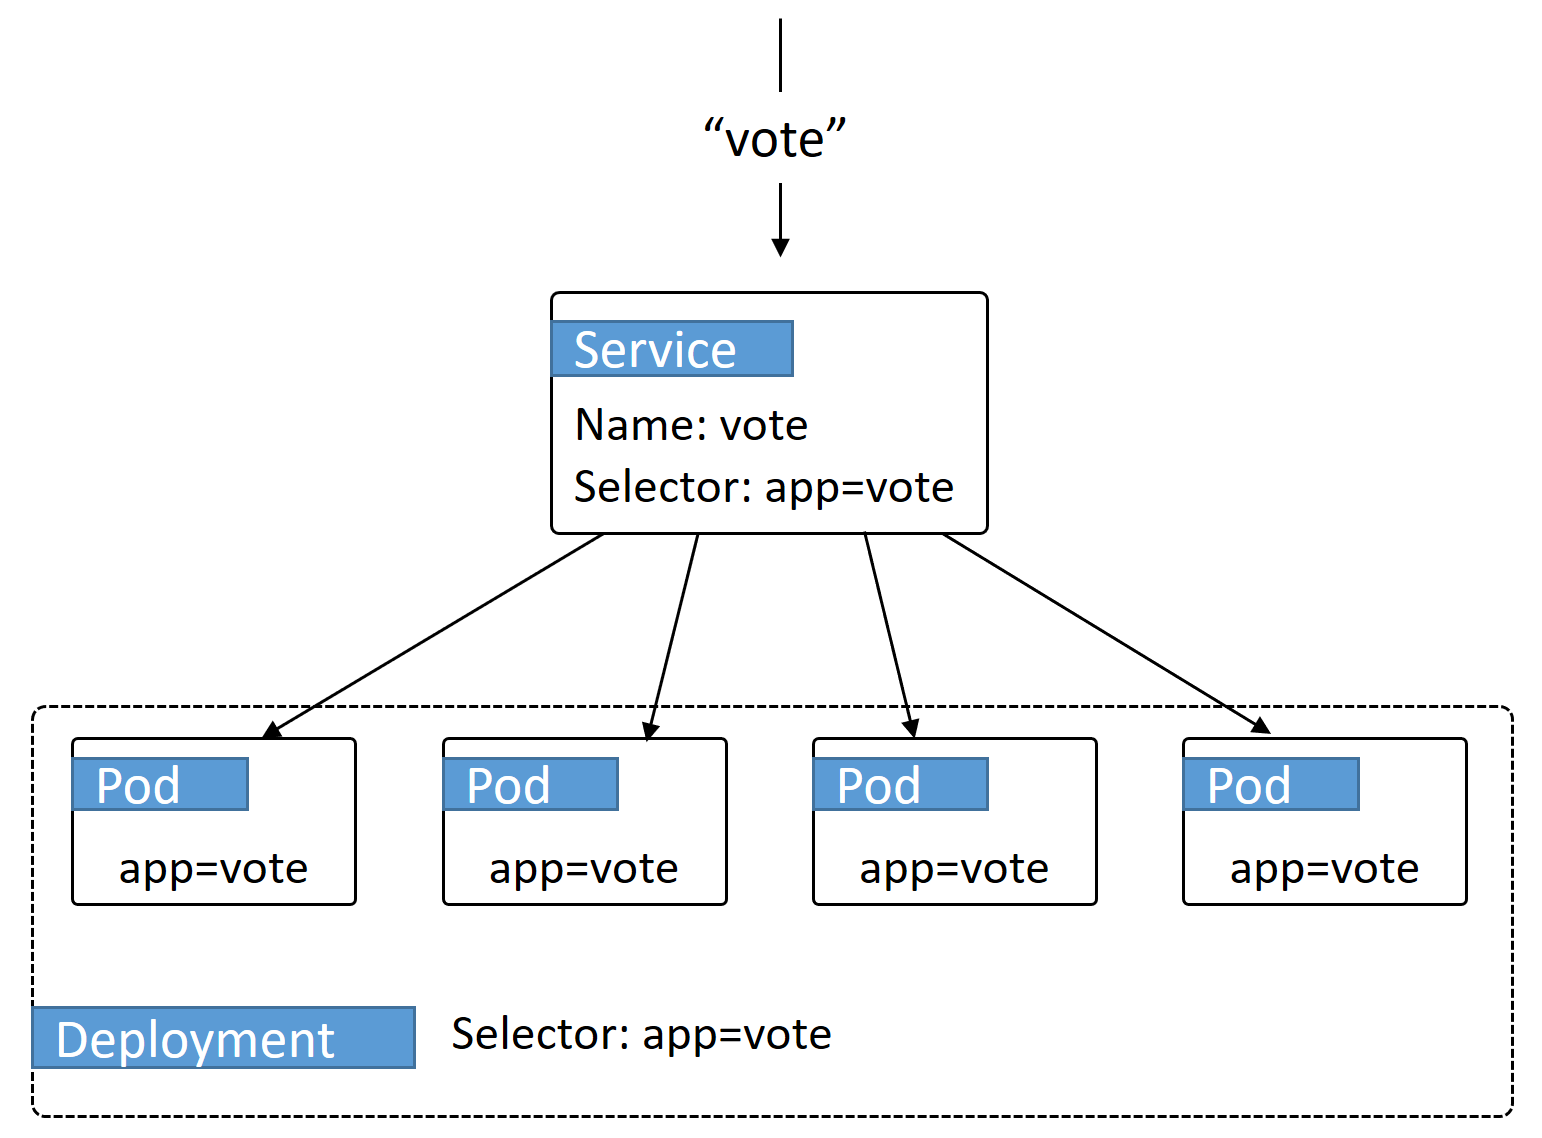 “vote”
Service
Name: vote
Selector: app=vote
Pod
app=vote
Pod
app=vote
Pod
app=vote
Pod
app=vote
Deployment
Selector: app=vote